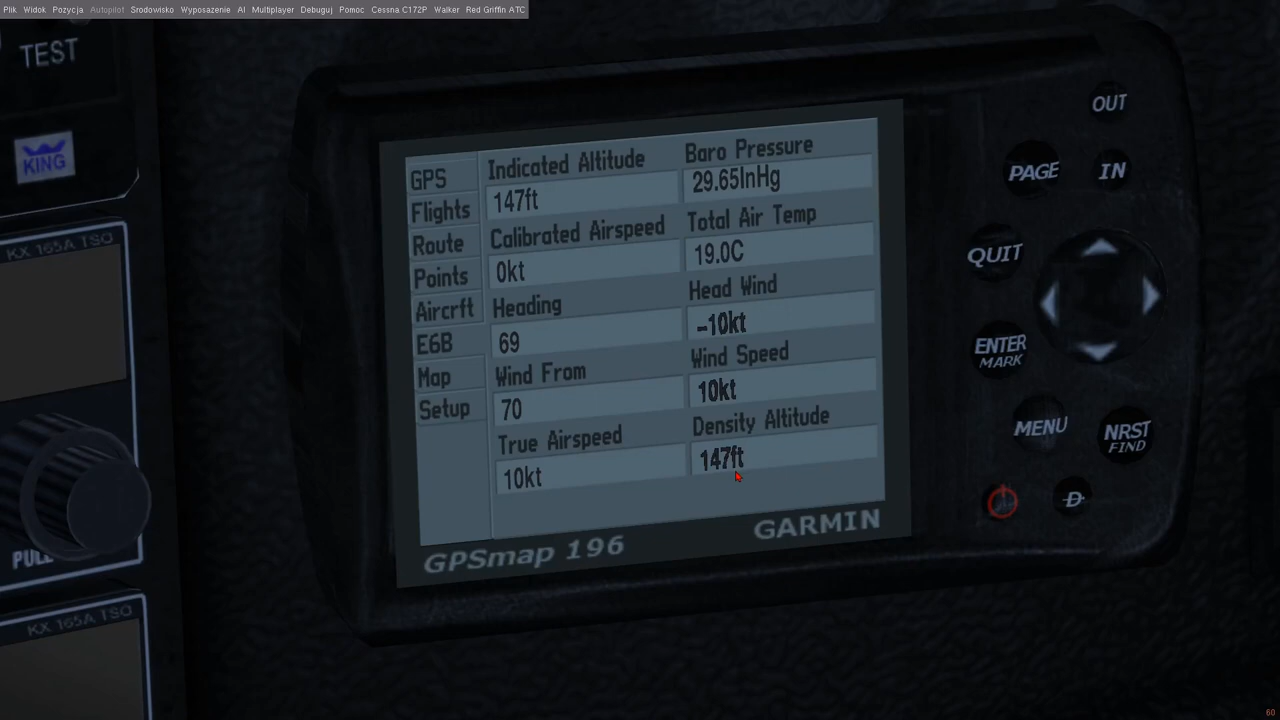 Plik Widok Pozycja Autopilot Środowisko Wyposażenie AI Multiplayer Debuguj Pomoc Cessna C172P Walker Red Griffin ATC
TEST
KING
KX 165A TSO
PULL
KX 165A TSO
GPS
Flights
Route
Points
Aircrft
E6B
Map
Setup
Indicated Altitude
147ft
Baro Pressure
29.65InHg
Calibrated Airspeed
0kt
Total Air Temp
19.0C
Heading
69
Head Wind
-10kt
Wind From
70
Wind Speed
10kt
True Airspeed
10kt
Density Altitude
147ft
GPSmap 196
GARMIN
OUT
PAGE
IN
QUIT
ENTER
MARK
MENU
NRST
FIND
D
60